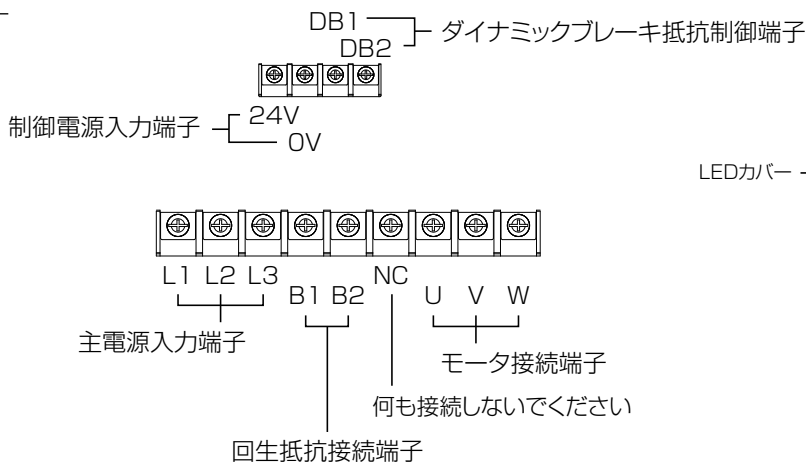 DB1
DB2
ダイナミックブレーキ抵抗制御端子
制御電源入力端子
24V
0V
LEDカバー
L1 L2 L3
B1 B2
NC
U V W
主電源入力端子
モータ接続端子
何も接続しないでください
回生抵抗接続端子